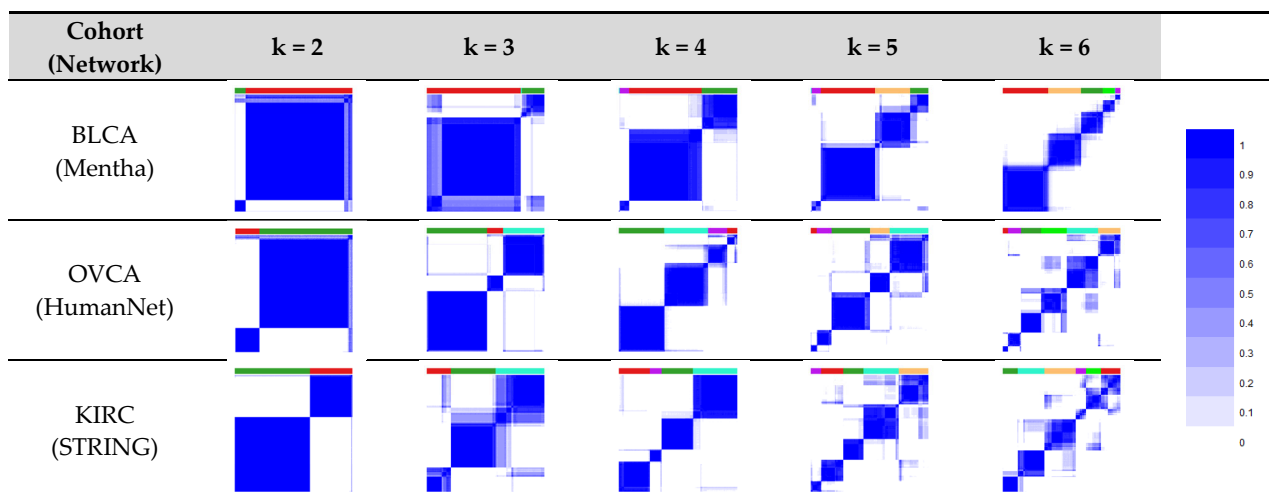 Cohort
(Network)
k = 2
k = 3
k = 4
k = 5
k = 6
BLCA
(Mentha)
OVCA
(HumanNet)
KIRC
(STRING)
1
0.9
0.8
0.7
0.6
0.5
0.4
0.3
0.2
0.1
0